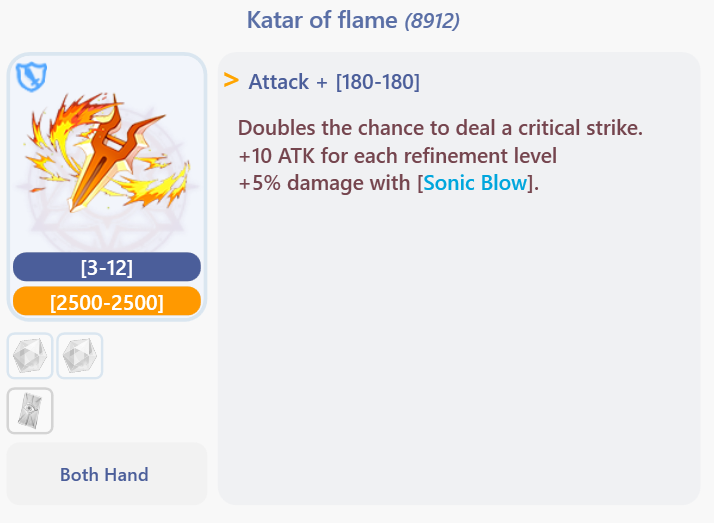 Katar of flame (8912)
> Attack + [180-180]
Doubles the chance to deal a critical strike.
+10 ATK for each refinement level
+5% damage with [Sonic Blow].
[3-12]
[2500-2500]
Both Hand